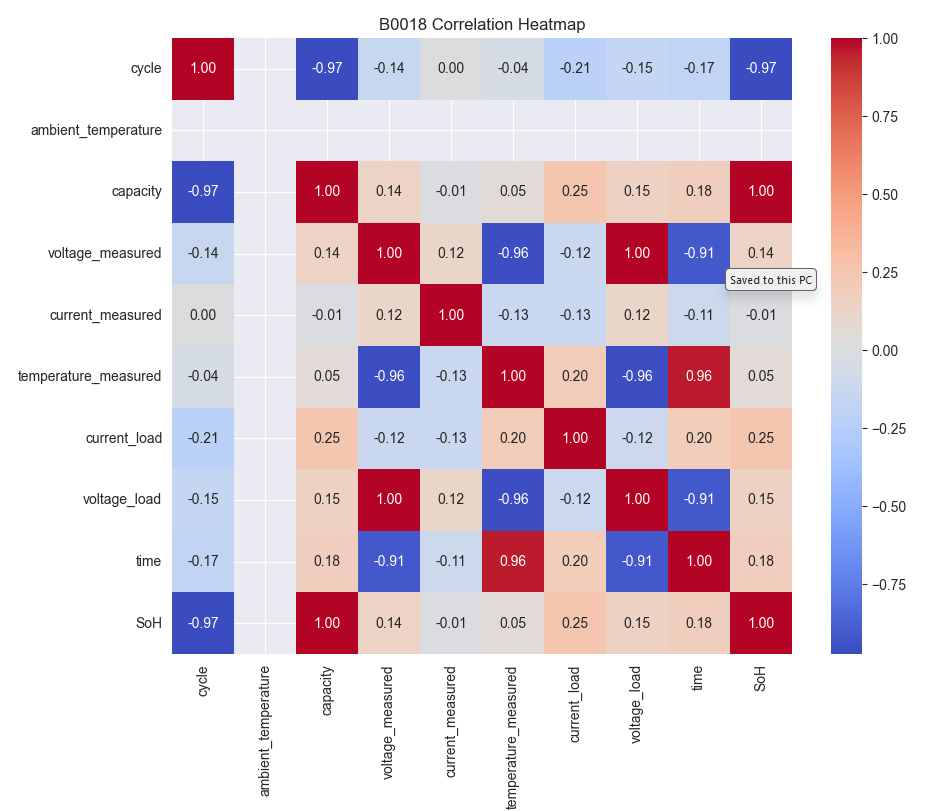 B0018 Correlation Heatmap
cycle 1.00 -0.97 -0.14 0.00 -0.04 -0.21 -0.15 -0.17 -0.97
ambient_temperature
capacity -0.97 1.00 0.14 -0.01 0.05 0.25 0.15 0.18 1.00
voltage_measured -0.14 0.14 1.00 0.12 -0.96 -0.12 1.00 -0.91 0.14
Saved to this PC
current_measured 0.00 -0.01 0.12 1.00 -0.13 -0.13 0.12 -0.11 -0.01
temperature_measured -0.04 0.05 -0.96 -0.13 1.00 0.20 -0.96 0.96 0.05
current_load -0.21 0.25 -0.12 -0.13 0.20 1.00 -0.12 0.20 0.25
voltage_load -0.15 0.15 1.00 0.12 -0.96 -0.12 1.00 -0.91 0.15
time -0.17 0.18 -0.91 -0.11 0.96 0.20 -0.91 1.00 0.18
SoH -0.97 1.00 0.14 -0.01 0.05 0.25 0.15 0.18 1.00
cycle
ambient_temperature
capacity
voltage_measured
current_measured
temperature_measured
current_load
voltage_load
time
SoH
1.00
0.75
0.50
0.25
0.00
−0.25
−0.50
−0.75